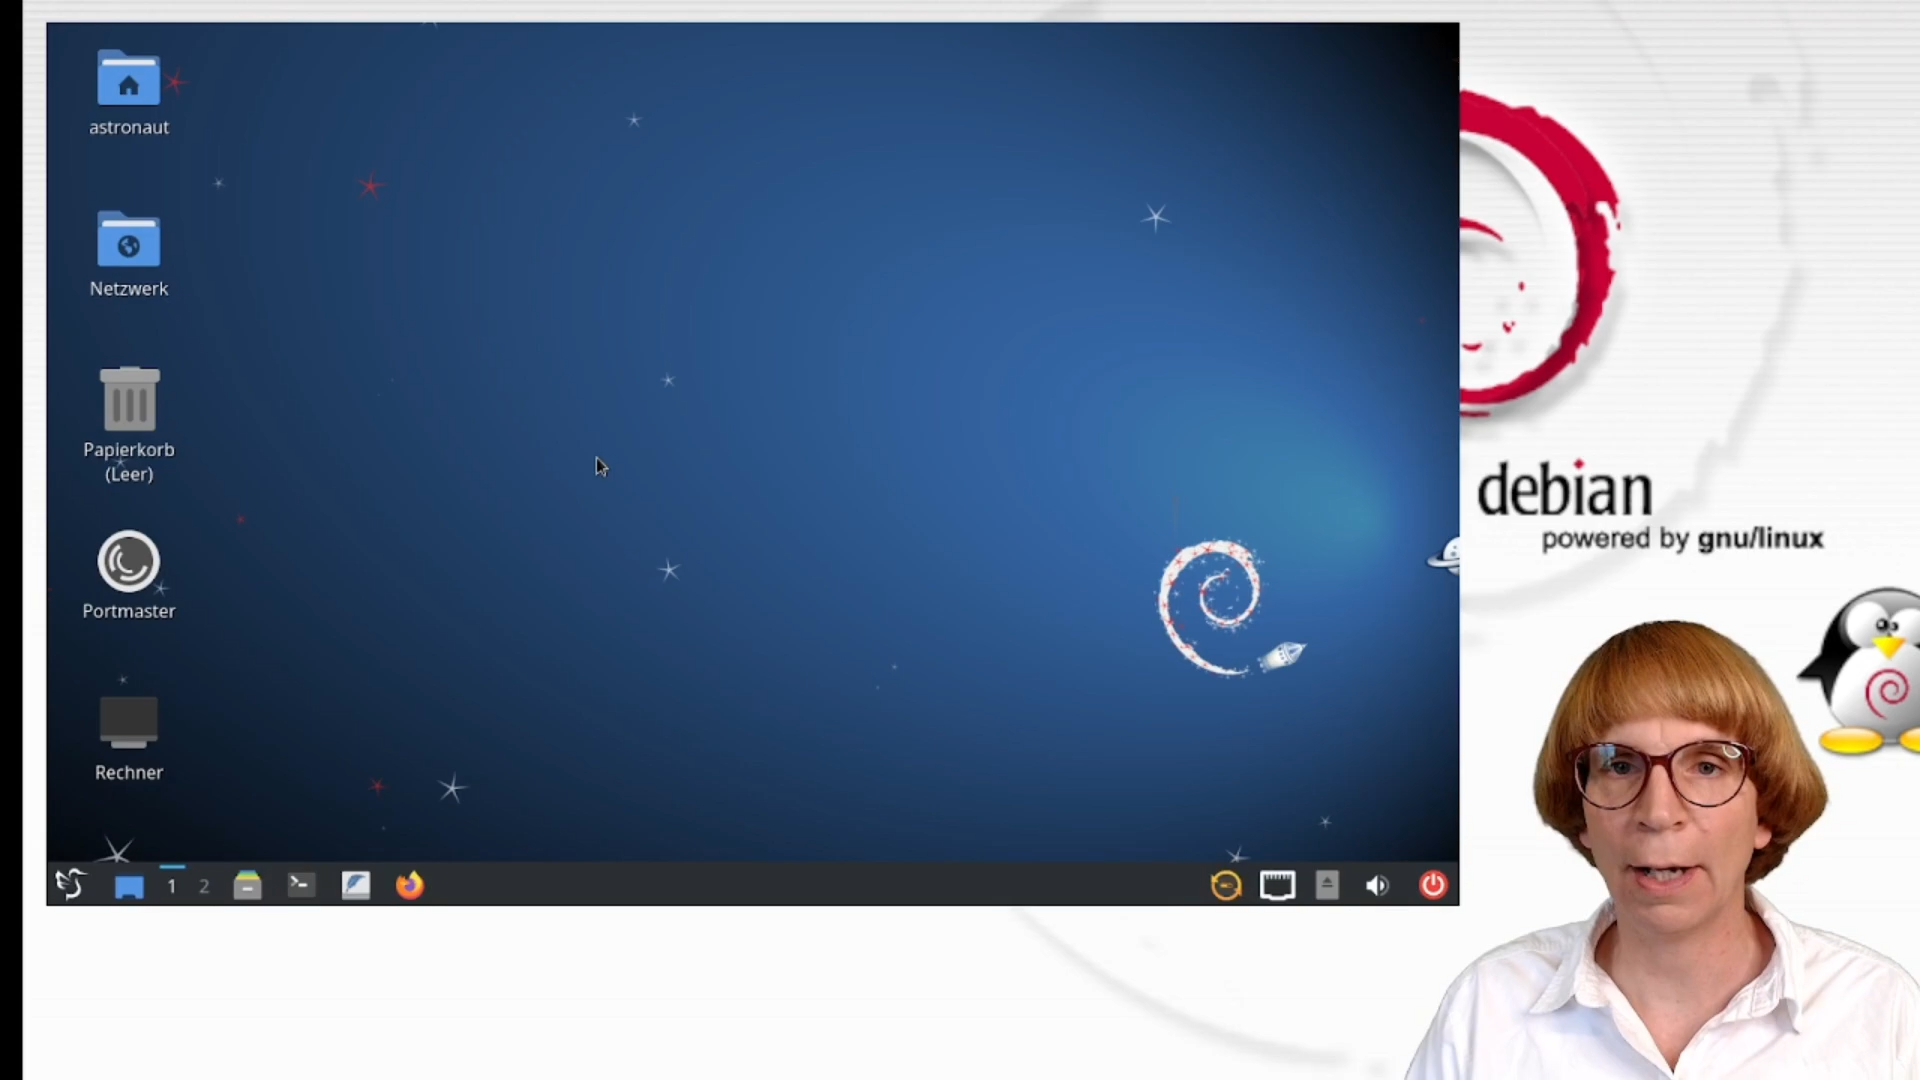 astronaut
Netzwerk
Papierkorb
(Leer)
Portmaster
Rechner
1 2
debian
powered by gnu/linux